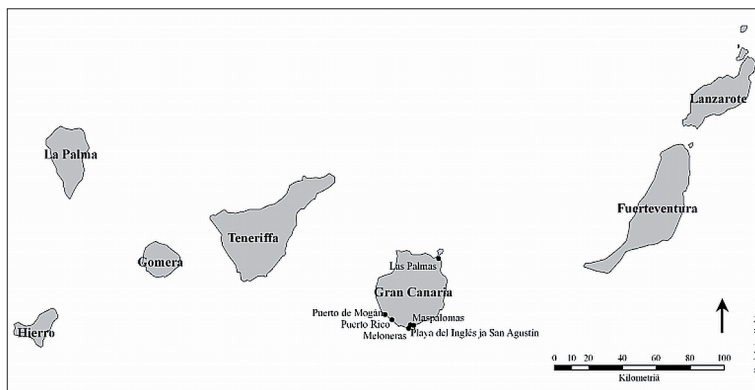 Lanzarote
La Palma
Fuerteventura
Teneriffa
Gomera
Las Palmas
Gran Canaria
Puerto de Mogán
Maspalomas
Puerto Rico
Playa del Inglés ja San Agustin
Hierro
Meloneras
0 10 20 40 60 80 100
Kilometriä